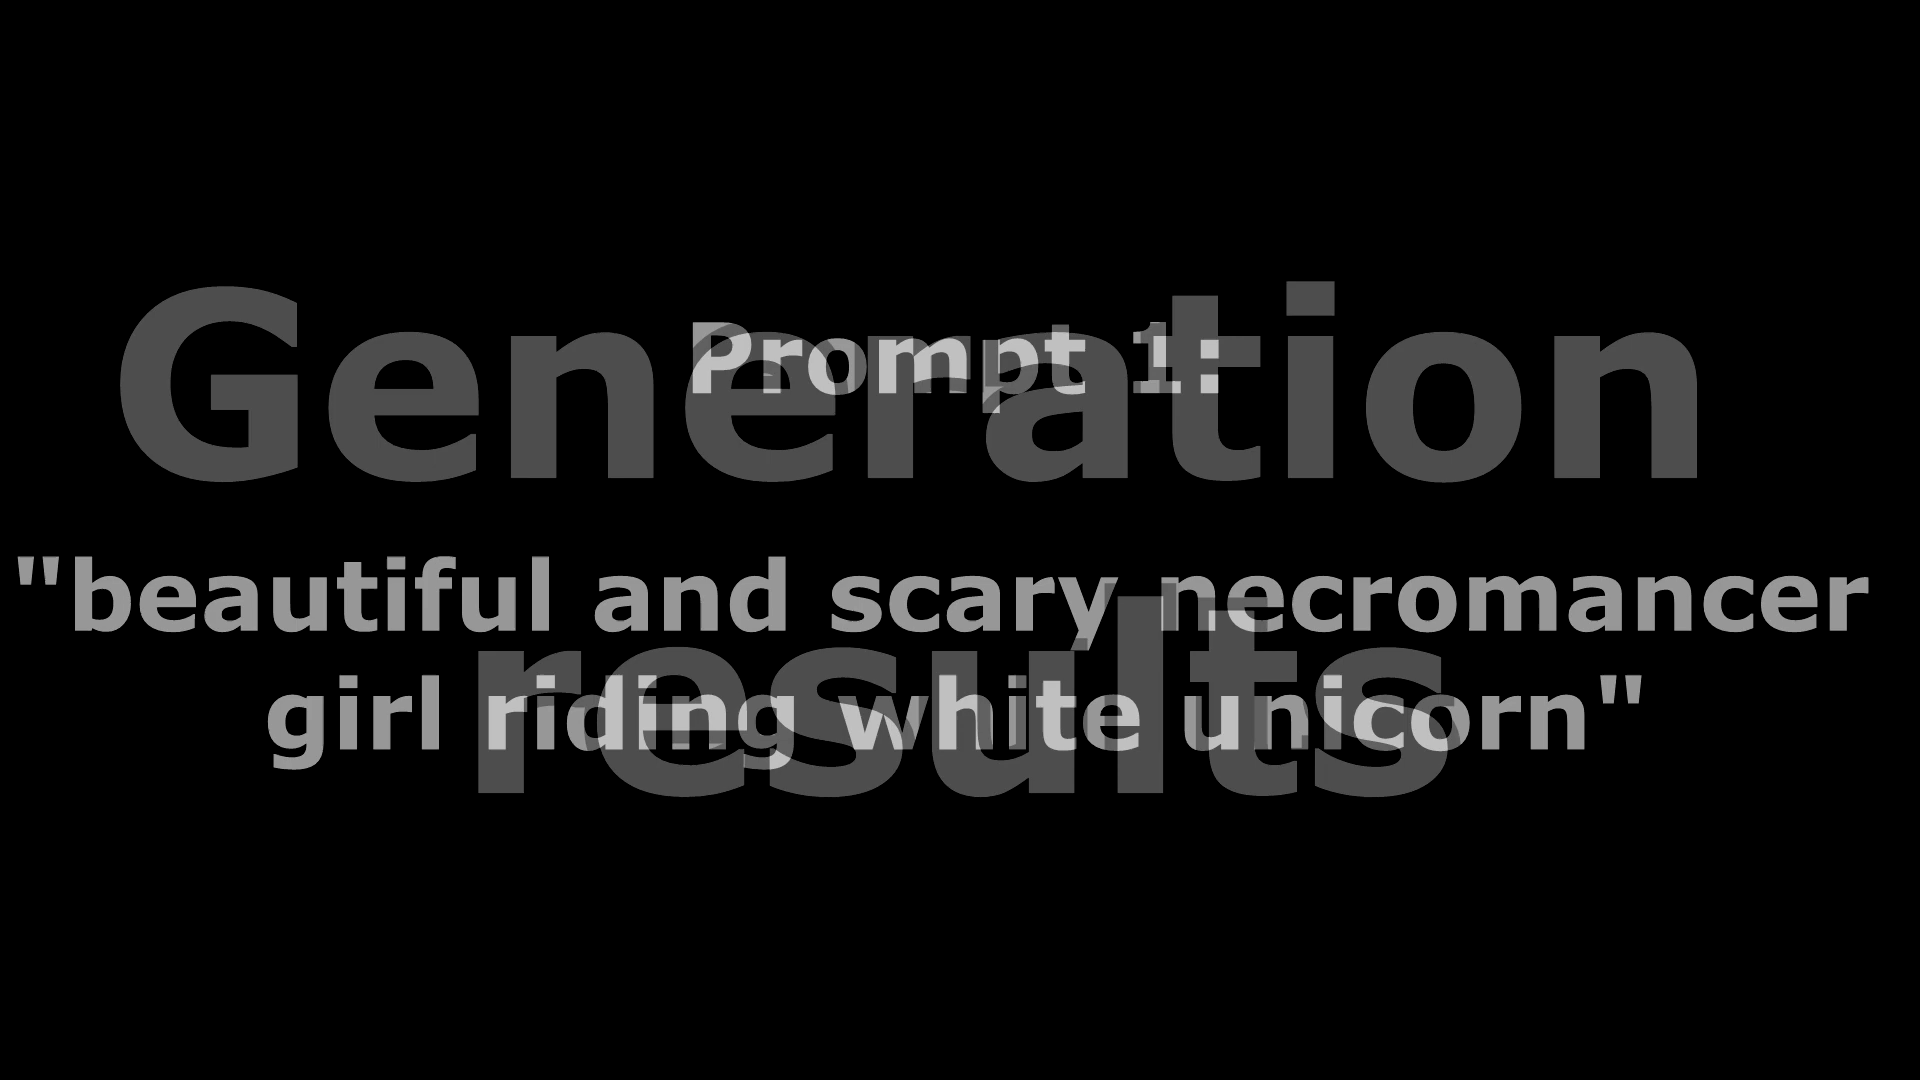 Generation
results
Prompt 1:
"beautiful and scary necromancer
girl riding white unicorn"